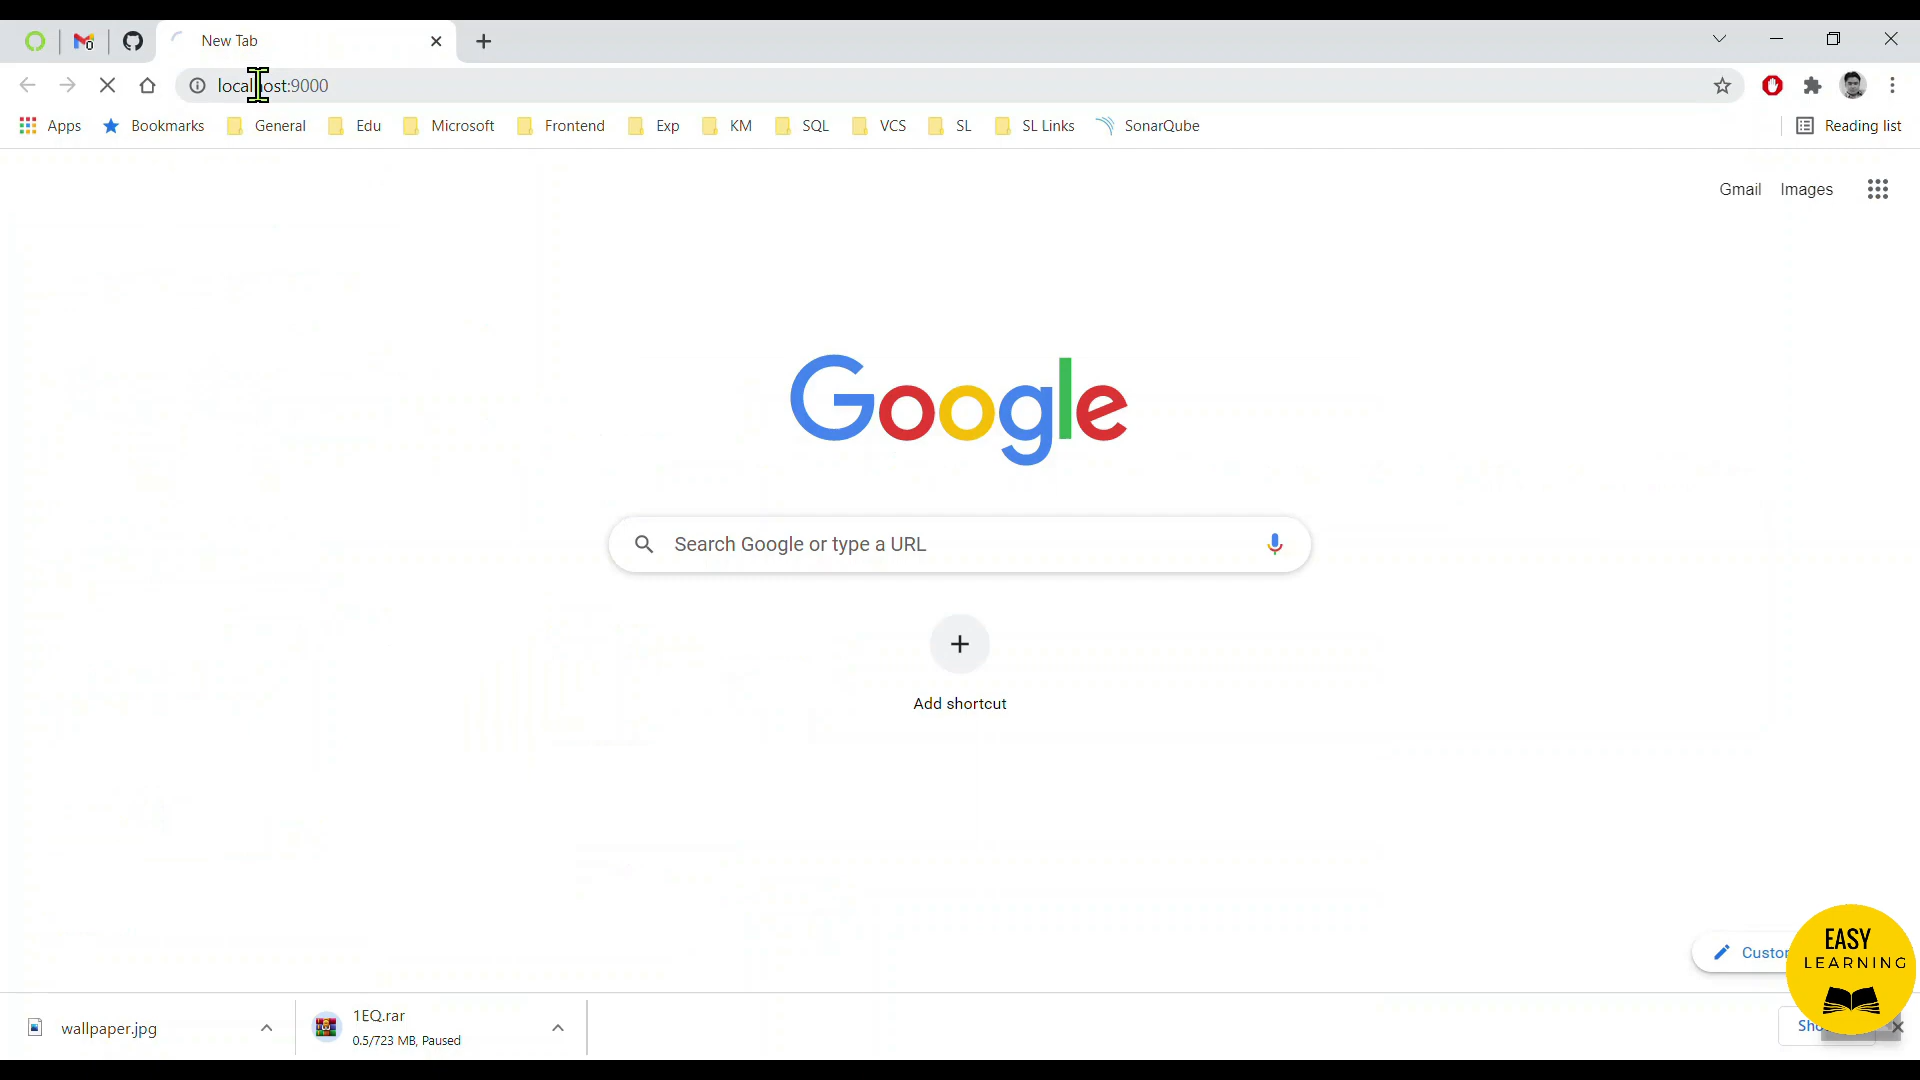 New Tab
localhost:9000
Apps Bookmarks General Edu Microsoft Frontend Exp KM SQL VCS SL SL Links SonarQube Reading list
Gmail Images
Google
Search Google or type a URL
Add shortcut
EASY
LEARNING
wallpaper.jpg
1EQ.rar
0.5/723 MB, Paused